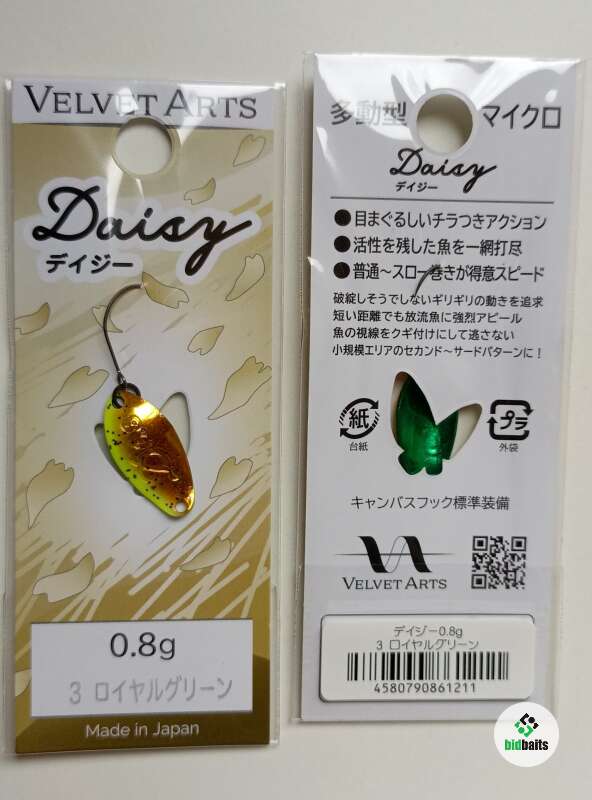 VELVET ARTS
Daisy
デイジー
0.8g
3 ロイヤルグリーン
Made in Japan
多動型 マイクロ
Daisy
デイジー
●目まぐるしいチラつきアクション
●活性を残した魚を一網打尽
●普通～スロー巻きが得意スピード
破綻しそうでしないギリギリの動きを追求
短い距離でも放流魚に強烈アピール
魚の視線をクギ付けにして逃さない
小規模エリアのセカンド～サードパターンに！
紙
台紙
プラ
外袋
キャンバスフック標準装備
VELVET ARTS
デイジー0.8g
3 ロイヤルグリーン
4580790861211
bidbaits